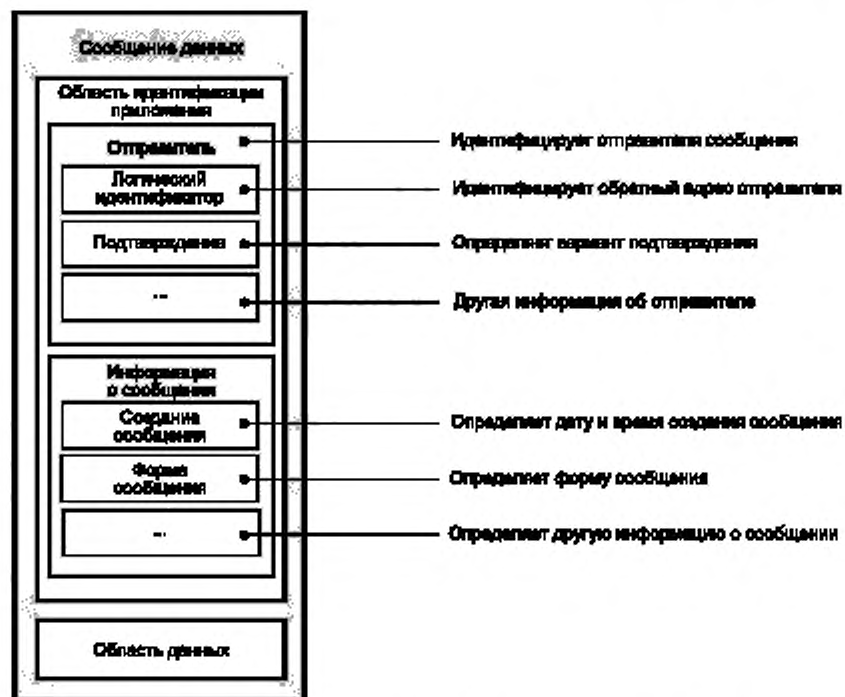 Сообщение данных
Область идентификации
приложения
Отправитель
Идентифицирует отправителя сообщения
Логический
идентификатор
Идентифицирует обратный адрес отправителя
Подтверждение
Определяет вариант подтверждения
...
Другая информация об отправителе
Информация
о сообщении
Создание
сообщения
Определяет дату и время создания сообщения
Форма
сообщения
Определяет форму сообщения
...
Определяет другую информацию о сообщении
Область данных